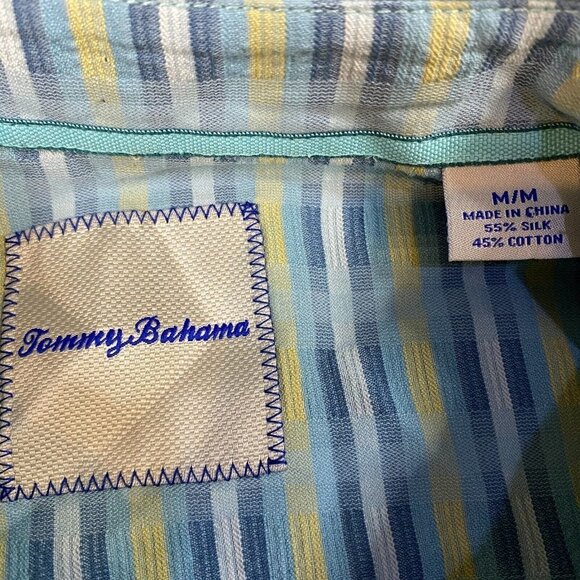 Tommy Bahama
M/M
MADE IN CHINA
55% SILK
45% COTTON